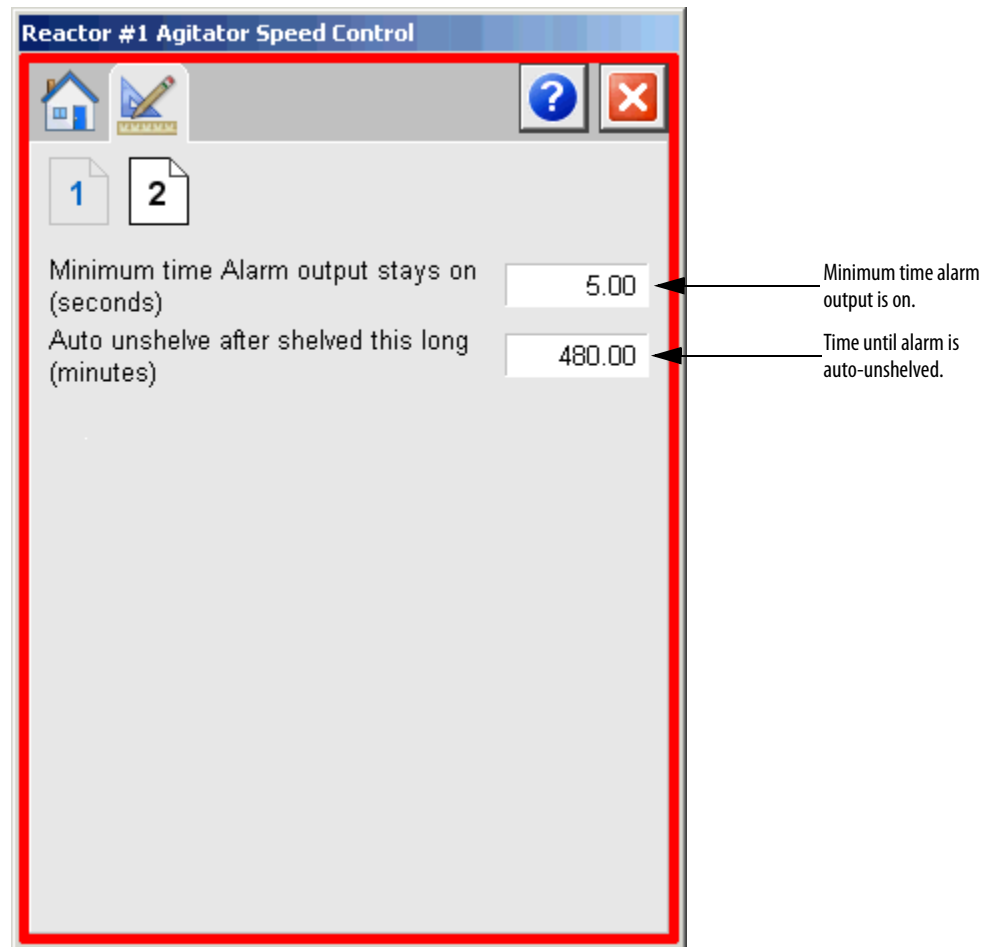 Reactor #1 Agitator Speed Control
?
1
2
Minimum time Alarm output stays on
(seconds)
5.00
Minimum time alarm
output is on.
Auto unshelve after shelved this long
(minutes)
480.00
Time until alarm is
auto-unshelved.